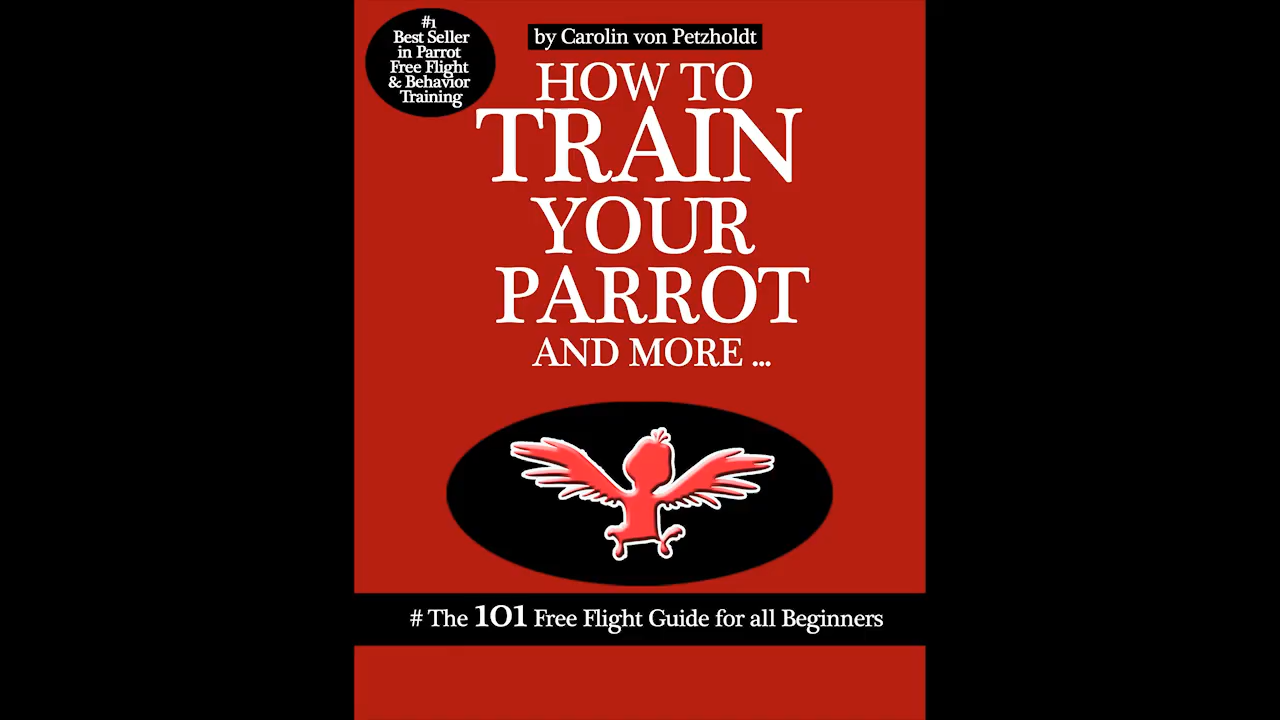 #1
Best Seller
in Parrot
Free Flight
& Behavior
Training
by Carolin von Petzholdt
HOW TO
TRAIN
YOUR
PARROT
AND MORE ...
# The 101 Free Flight Guide for all Beginners